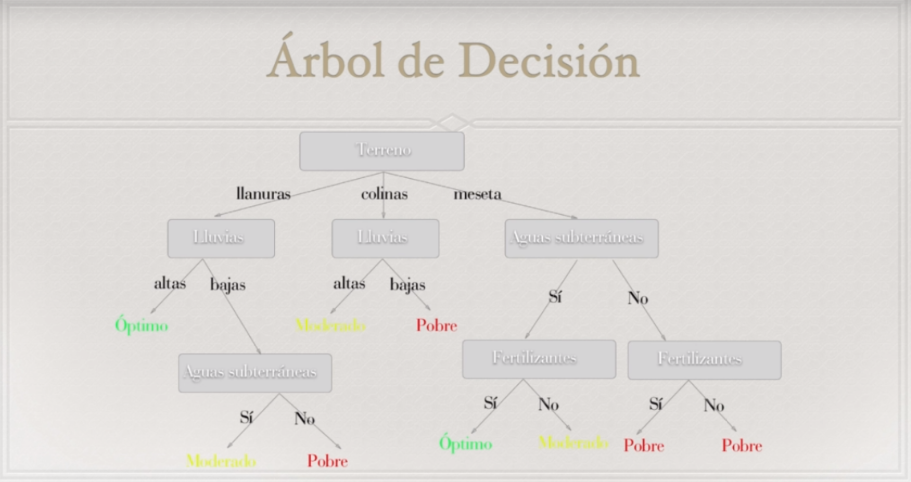 Árbol de Decisión
Terreno
llanuras colinas meseta
Lluvias Lluvias Aguas subterráneas
altas bajas altas bajas Sí No
Óptimo Moderado Pobre
Aguas subterráneas Fertilizantes Fertilizantes
Sí No Sí No Sí No
Moderado Pobre Óptimo Moderado Pobre Pobre